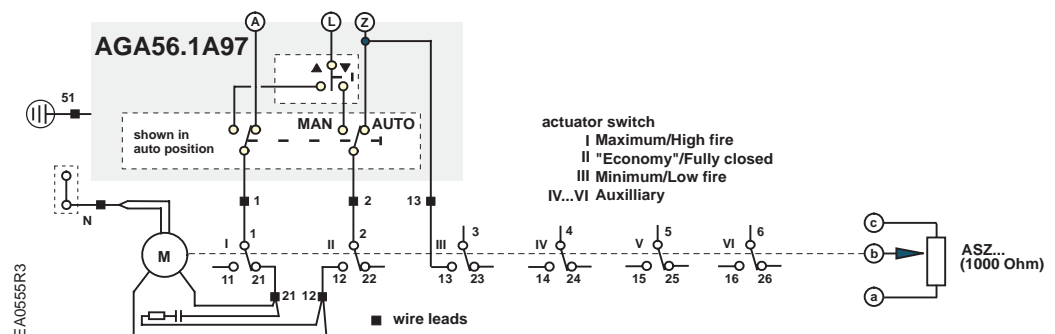 A
L
Z
AGA56.1A97
51
shown in
auto position
MAN
AUTO
actuator switch
I Maximum/High fire
II "Economy"/Fully closed
III Minimum/Low fire
IV...VI Auxilliary
N
1
2
13
M
I
1
11
21
II
2
12
22
III
3
13
23
IV
4
14
24
V
5
15
25
VI
6
16
26
c
b
a
ASZ...
(1000 Ohm)
21
12
wire leads
EA0555R3